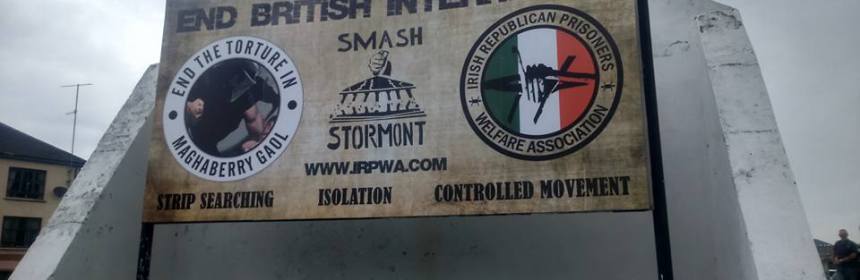 END BRITISH
END THE TORTURE IN
MAGHABERRY GAOL
SMASH
STORMONT
IRISH REPUBLICAN PRISONERS
WELFARE ASSOCIATION
WWW.IRPWA.COM
STRIP SEARCHING ISOLATION CONTROLLED MOVEMENT